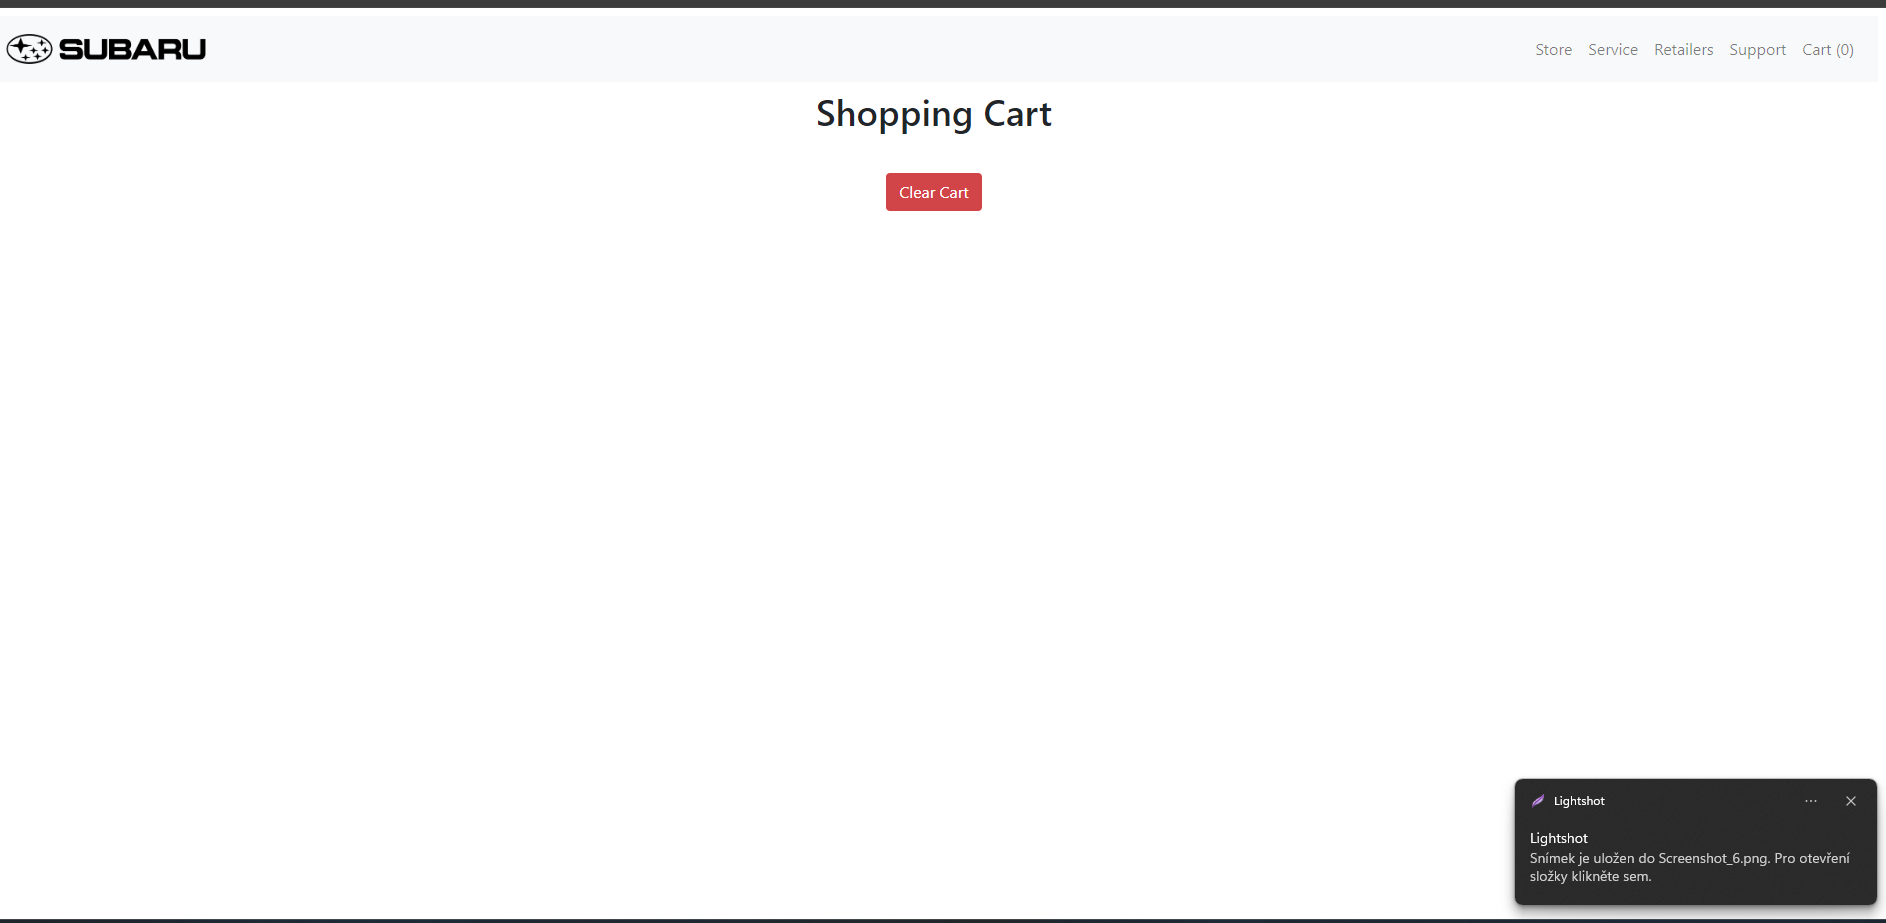 SUBARU
Store Service Retailers Support Cart (0)
Shopping Cart
Clear Cart
Lightshot
Lightshot
Snímek je uložen do Screenshot_6.png. Pro otevření
složky klikněte sem.